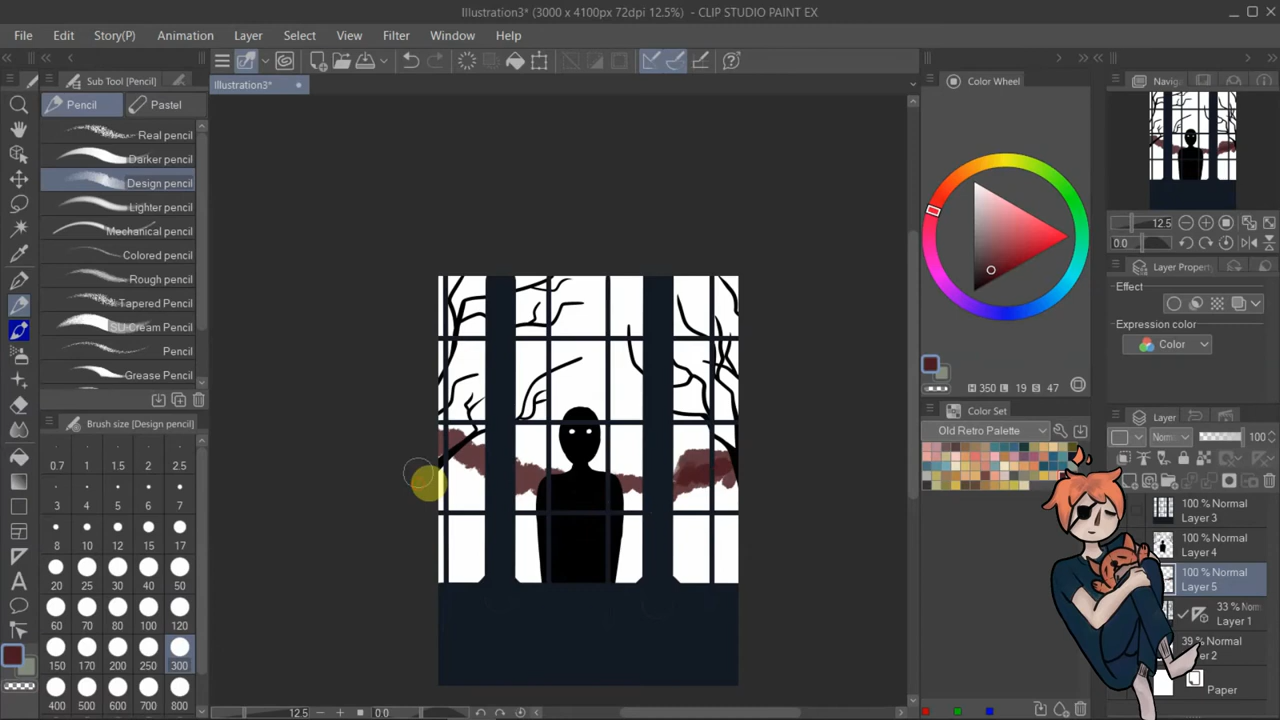 Illustration3* (3000 x 4100px 72dpi 12.5%) - CLIP STUDIO PAINT EX
File Edit Story(P) Animation Layer Select View Filter Window Help
Sub Tool [Pencil]
Illustration3*
Color Wheel
Navig
Pencil Pastel
Real pencil
Darker pencil
Design pencil
Lighter pencil
Mechanical pencil
Colored pencil
Rough pencil
Tapered Pencil
SU-Cream Pencil
Pencil
Grease Pencil
Brush size [Design pencil]
0.7 1 1.5 2 2.5
3 4 5 6 7
8 10 12 15 17
20 25 30 40 50
60 70 80 100 120
150 170 200 250 300
400 500 600 700 800
12.5 0.0
H 350 L 19 S 47
Color Set
Old Retro Palette
12.5
0.0
Layer Property
Effect
Expression color
Color
Layer
Norm 100
100 % Normal
Layer 3
100 % Normal
Layer 4
100 % Normal
Layer 5
33 % Norm
Layer 1
39 % Normal
Paper